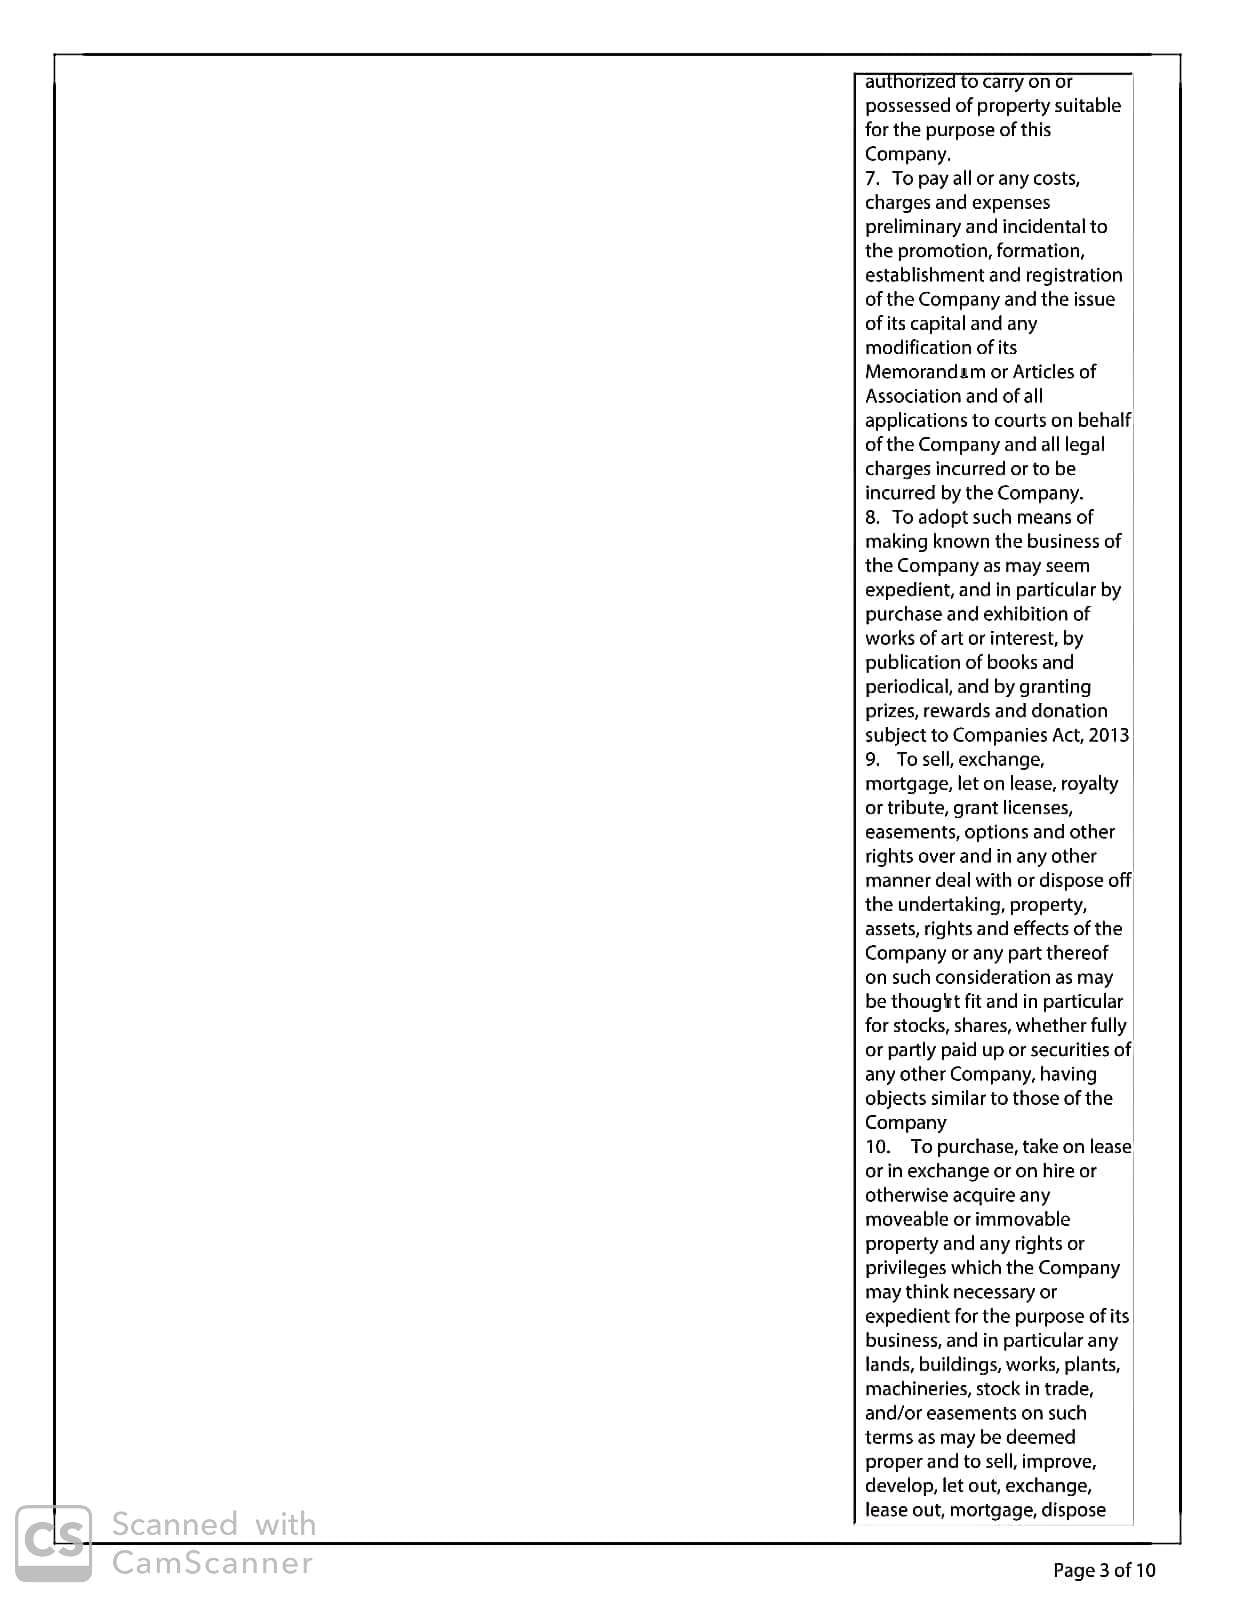 authorized to carry on or
possessed of property suitable
for the purpose of this
Company.
7. To pay all or any costs,
charges and expenses
preliminary and incidental to
the promotion, formation,
establishment and registration
of the Company and the issue
of its capital and any
modification of its
Memorandum or Articles of
Association and of all
applications to courts on behalf
of the Company and all legal
charges incurred or to be
incurred by the Company.
8. To adopt such means of
making known the business of
the Company as may seem
expedient, and in particular by
purchase and exhibition of
works of art or interest, by
publication of books and
periodical, and by granting
prizes, rewards and donation
subject to Companies Act, 2013
9. To sell, exchange,
mortgage, let on lease, royalty
or tribute, grant licenses,
easements, options and other
rights over and in any other
manner deal with or dispose off
the undertaking, property,
assets, rights and effects of the
Company or any part thereof
on such consideration as may
be thought fit and in particular
for stocks, shares, whether fully
or partly paid up or securities of
any other Company, having
objects similar to those of the
Company
10. To purchase, take on lease
or in exchange or on hire or
otherwise acquire any
moveable or immovable
property and any rights or
privileges which the Company
may think necessary or
expedient for the purpose of its
business, and in particular any
lands, buildings, works, plants,
machineries, stock in trade,
and/or easements on such
terms as may be deemed
proper and to sell, improve,
develop, let out, exchange,
lease out, mortgage, dispose
CS Scanned with
CamScanner
Page 3 of 10